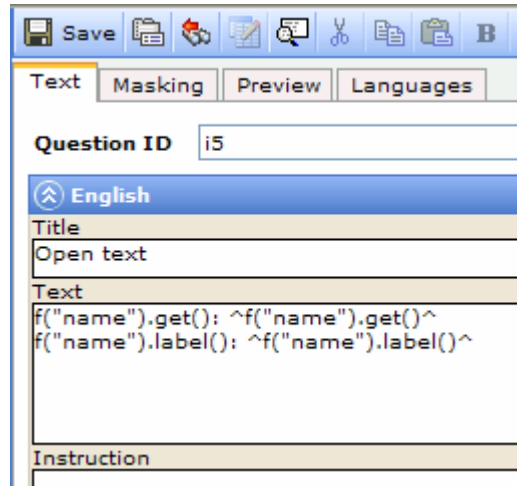 Save B
Text Masking Preview Languages
Question ID i5
English
Title
Open text
Text
f("name").get(): ^f("name").get()^
f("name").label(): ^f("name").label()^
Instruction